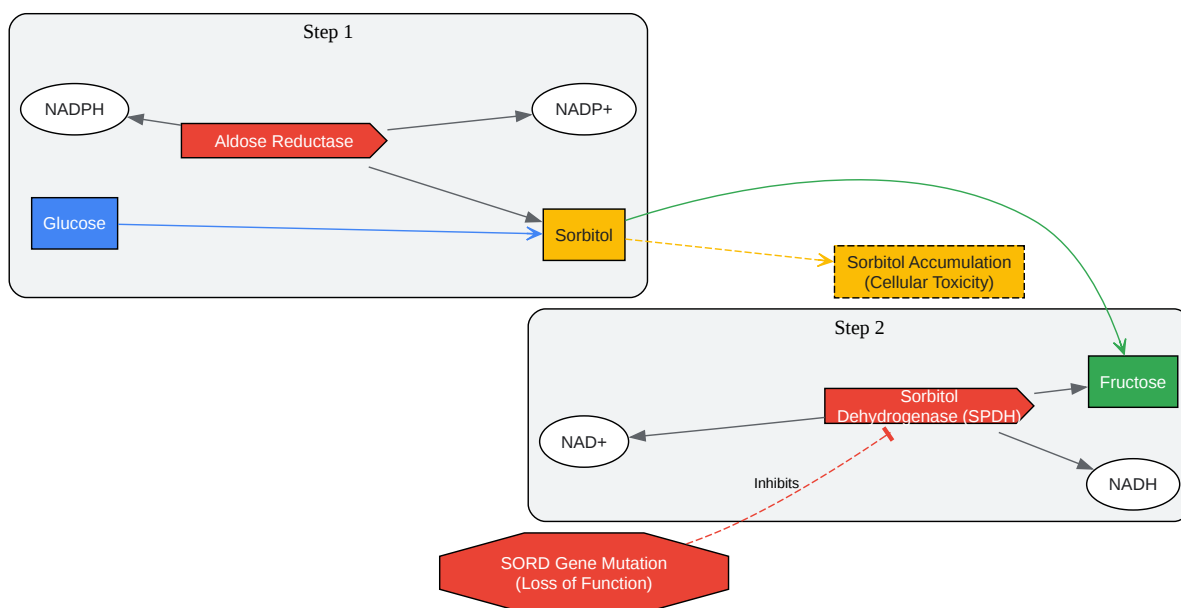 Step 1
NADPH
NADP+
Aldose Reductase
Glucose
Sorbitol
Sorbitol Accumulation
(Cellular Toxicity)
Step 2
Fructose
Sorbitol
Dehydrogenase (SPDH)
NAD+
NADH
Inhibits
SORD Gene Mutation
(Loss of Function)